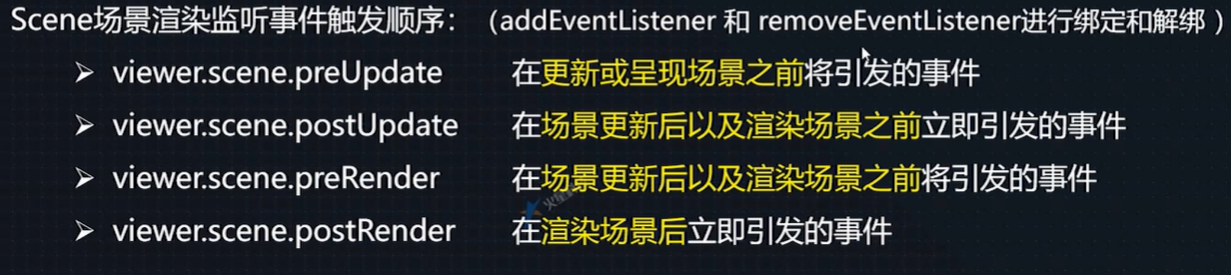 Scene场景渲染监听事件触发顺序：（addEventListener 和 removeEventListener进行绑定和解绑 ）
➢ viewer.scene.preUpdate 在更新或呈现场景之前将引发的事件
➢ viewer.scene.postUpdate 在场景更新后以及渲染场景之前立即引发的事件
➢ viewer.scene.preRender 在场景更新后以及渲染场景之前将引发的事件
➢ viewer.scene.postRender 在渲染场景后立即引发的事件